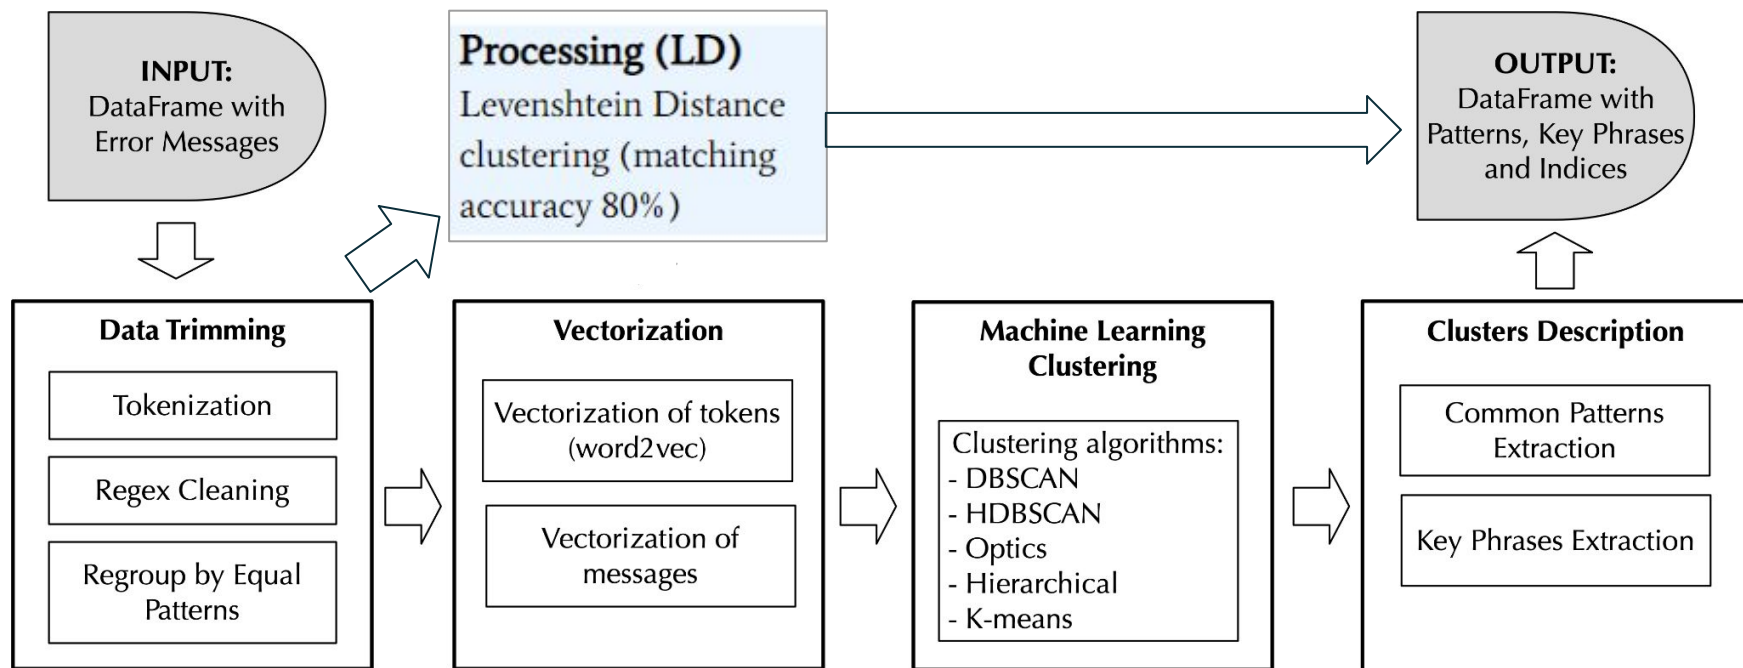 INPUT:
DataFrame with
Error Messages
Processing (LD)
Levenshtein Distance
clustering (matching
accuracy 80%)
OUTPUT:
DataFrame with
Patterns, Key Phrases
and Indices
Data Trimming
Tokenization
Regex Cleaning
Regroup by Equal
Patterns
Vectorization
Vectorization of tokens
(word2vec)
Vectorization of
messages
Machine Learning
Clustering
Clustering algorithms:
- DBSCAN
- HDBSCAN
- Optics
- Hierarchical
- K-means
Clusters Description
Common Patterns
Extraction
Key Phrases Extraction